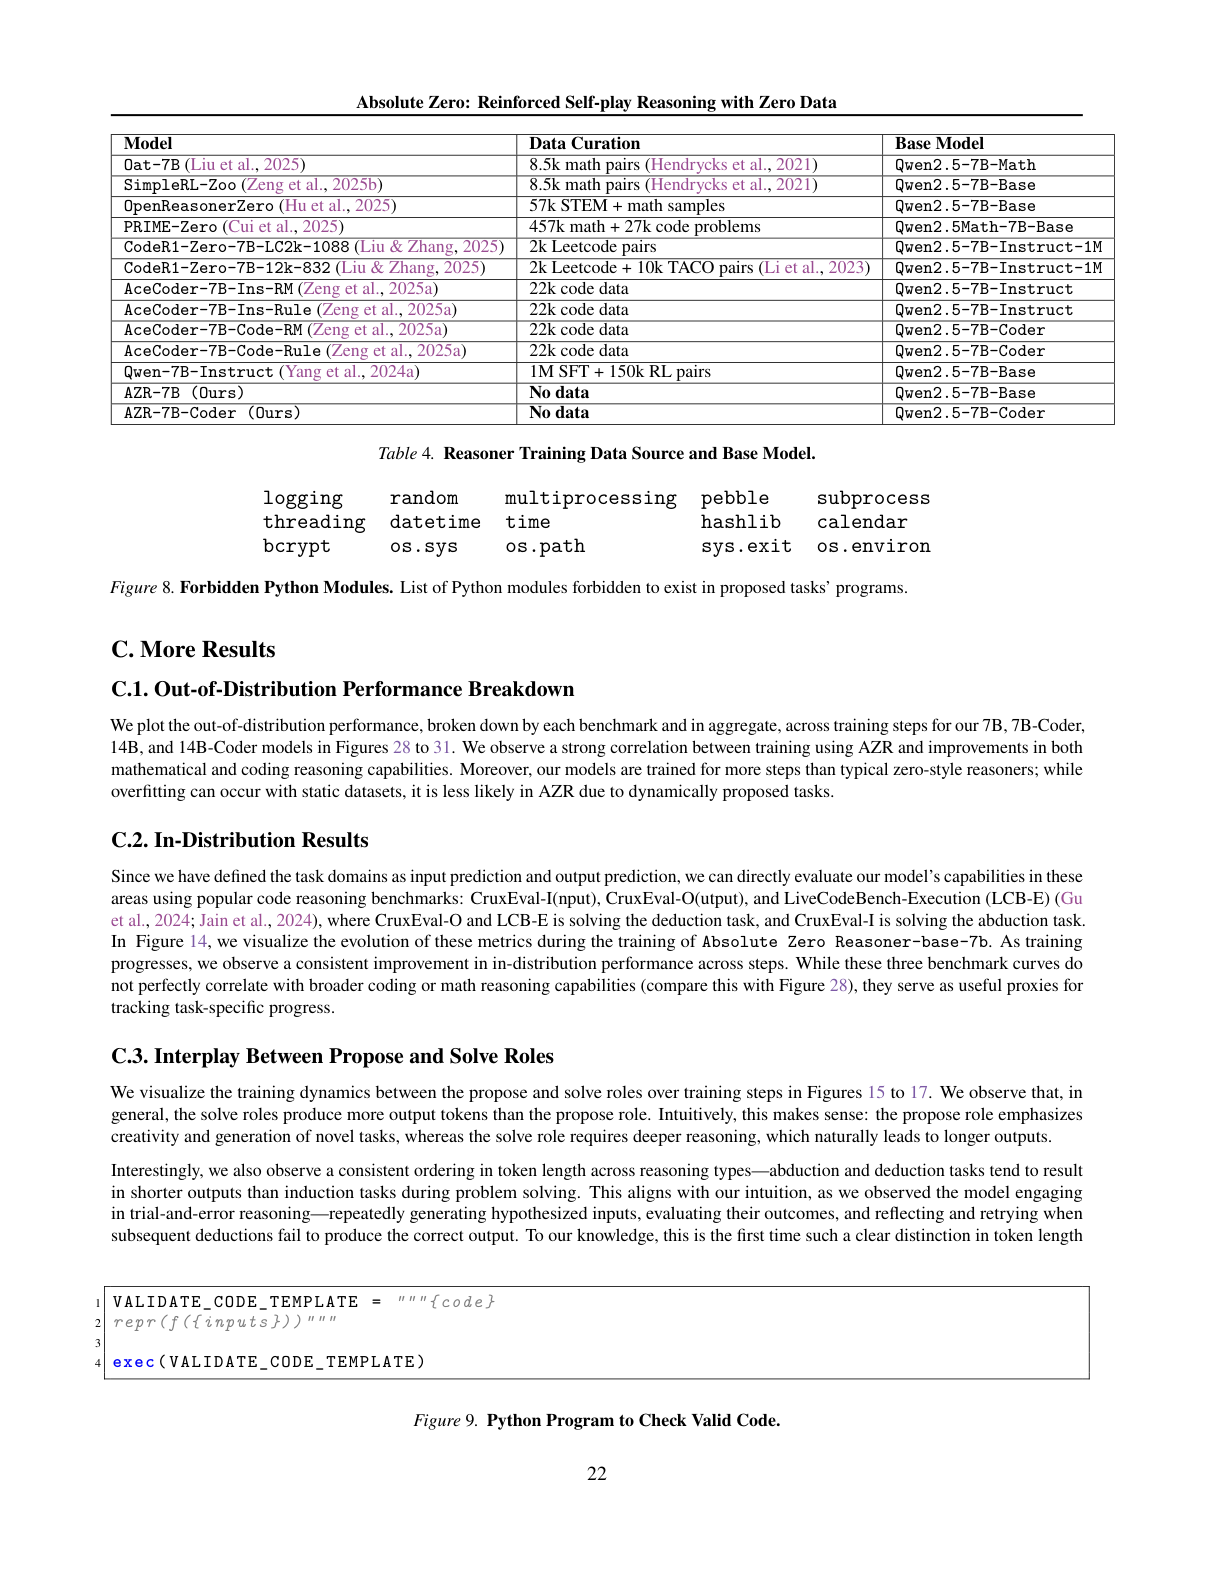 Absolute Zero: Reinforced Self-play Reasoning with Zero Data
Model Data Curation Base Model
Oat-7B (Liu et al., 2025) 8.5k math pairs (Hendrycks et al., 2021) Qwen2.5-7B-Math
SimpleRL-Zoo (Zeng et al., 2025b) 8.5k math pairs (Hendrycks et al., 2021) Qwen2.5-7B-Base
OpenReasonerZero (Hu et al., 2025) 57k STEM + math samples Qwen2.5-7B-Base
PRIME-Zero (Cui et al., 2025) 457k math + 27k code problems Qwen2.5Math-7B-Base
CodeR1-Zero-7B-LC2k-1088 (Liu & Zhang, 2025) 2k Leetcode pairs Qwen2.5-7B-Instruct-1M
CodeR1-Zero-7B-12k-832 (Liu & Zhang, 2025) 2k Leetcode + 10k TACO pairs (Li et al., 2023) Qwen2.5-7B-Instruct-1M
AceCoder-7B-Ins-RM (Zeng et al., 2025a) 22k code data Qwen2.5-7B-Instruct
AceCoder-7B-Ins-Rule (Zeng et al., 2025a) 22k code data Qwen2.5-7B-Instruct
AceCoder-7B-Code-RM (Zeng et al., 2025a) 22k code data Qwen2.5-7B-Coder
AceCoder-7B-Code-Rule (Zeng et al., 2025a) 22k code data Qwen2.5-7B-Coder
Qwen-7B-Instruct (Yang et al., 2024a) 1M SFT + 150k RL pairs Qwen2.5-7B-Base
AZR-7B (Ours) No data Qwen2.5-7B-Base
AZR-7B-Coder (Ours) No data Qwen2.5-7B-Coder
Table 4. Reasoner Training Data Source and Base Model.
logging random multiprocessing pebble subprocess
threading datetime time hashlib calendar
bcrypt os.sys os.path sys.exit os.environ
Figure 8. Forbidden Python Modules. List of Python modules forbidden to exist in proposed tasks' programs.
C. More Results
C.1. Out-of-Distribution Performance Breakdown
We plot the out-of-distribution performance, broken down by each benchmark and in aggregate, across training steps for our 7B, 7B-Coder,
14B, and 14B-Coder models in Figures 28 to 31. We observe a strong correlation between training using AZR and improvements in both
mathematical and coding reasoning capabilities. Moreover, our models are trained for more steps than typical zero-style reasoners; while
overfitting can occur with static datasets, it is less likely in AZR due to dynamically proposed tasks.
C.2. In-Distribution Results
Since we have defined the task domains as input prediction and output prediction, we can directly evaluate our model's capabilities in these
areas using popular code reasoning benchmarks: CruxEval-I(nput), CruxEval-O(utput), and LiveCodeBench-Execution (LCB-E) (Gu
et al., 2024; Jain et al., 2024), where CruxEval-O and LCB-E is solving the deduction task, and CruxEval-I is solving the abduction task.
In Figure 14, we visualize the evolution of these metrics during the training of Absolute Zero Reasoner-base-7b. As training
progresses, we observe a consistent improvement in in-distribution performance across steps. While these three benchmark curves do
not perfectly correlate with broader coding or math reasoning capabilities (compare this with Figure 28), they serve as useful proxies for
tracking task-specific progress.
C.3. Interplay Between Propose and Solve Roles
We visualize the training dynamics between the propose and solve roles over training steps in Figures 15 to 17. We observe that, in
general, the solve roles produce more output tokens than the propose role. Intuitively, this makes sense: the propose role emphasizes
creativity and generation of novel tasks, whereas the solve role requires deeper reasoning, which naturally leads to longer outputs.
Interestingly, we also observe a consistent ordering in token length across reasoning types—abduction and deduction tasks tend to result
in shorter outputs than induction tasks during problem solving. This aligns with our intuition, as we observed the model engaging
in trial-and-error reasoning—repeatedly generating hypothesized inputs, evaluating their outcomes, and reflecting and retrying when
subsequent deductions fail to produce the correct output. To our knowledge, this is the first time such a clear distinction in token length
1 VALIDATE_CODE_TEMPLATE = """{code}
2 repr(f({inputs}))"""
3
4 exec(VALIDATE_CODE_TEMPLATE)
Figure 9. Python Program to Check Valid Code.
22